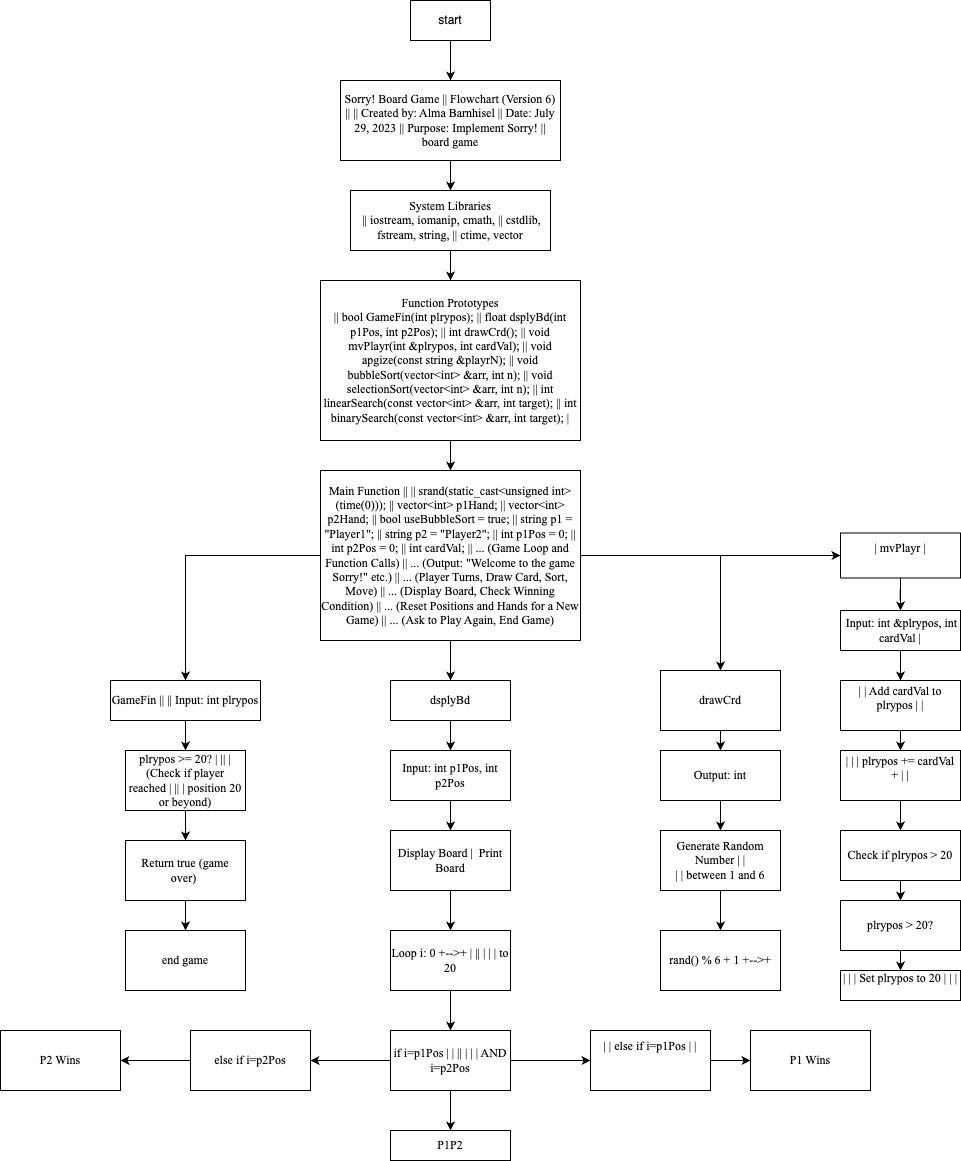 start
Sorry! Board Game || Flowchart (Version 6)
|| || Created by: Alma Barnhisel || Date: July
29, 2023 || Purpose: Implement Sorry! ||
board game
System Libraries
|| iostream, iomanip, cmath, || cstdlib,
fstream, string, || ctime, vector
Function Prototypes
|| bool GameFin(int plrypos); || float dsplyBd(int
p1Pos, int p2Pos); || int drawCrd(); || void
mvPlayr(int &plrypos, int cardVal); || void
apgize(const string &playrN); || void
bubbleSort(vector<int> &arr, int n); || void
selectionSort(vector<int> &arr, int n); || int
linearSearch(const vector<int> &arr, int target); || int
binarySearch(const vector<int> &arr, int target); |
Main Function || || srand(static_cast<unsigned int>
(time(0))); || vector<int> p1Hand; || vector<int>
p2Hand; || bool useBubbleSort = true; || string p1 =
"Player1"; || string p2 = "Player2"; || int p1Pos = 0; ||
int p2Pos = 0; || int cardVal; || ... (Game Loop and
Function Calls) || ... (Output: "Welcome to the game
Sorry!" etc.) || ... (Player Turns, Draw Card, Sort,
Move) || ... (Display Board, Check Winning
Condition) || ... (Reset Positions and Hands for a New
Game) || ... (Ask to Play Again, End Game)
GameFin || || Input: int plrypos
plrypos >= 20? | || |
(Check if player
reached | || | position 20
or beyond)
Return true (game
over)
end game
dsplyBd
Input: int p1Pos, int
p2Pos
Display Board | Print
Board
Loop i: 0 +-->+ | || | | | to
20
if i=p1Pos | | || | | | AND
i=p2Pos
else if i=p2Pos
P2 Wins
| | else if i=p1Pos | |
P1 Wins
P1P2
drawCrd
Output: int
Generate Random
Number | |
| | between 1 and 6
rand() % 6 + 1 +-->+
| mvPlayr |
Input: int &plrypos, int
cardVal |
| | Add cardVal to
plrypos | |
| | | plrypos += cardVal
+ | |
Check if plrypos > 20
plrypos > 20?
| | | Set plrypos to 20 | | |